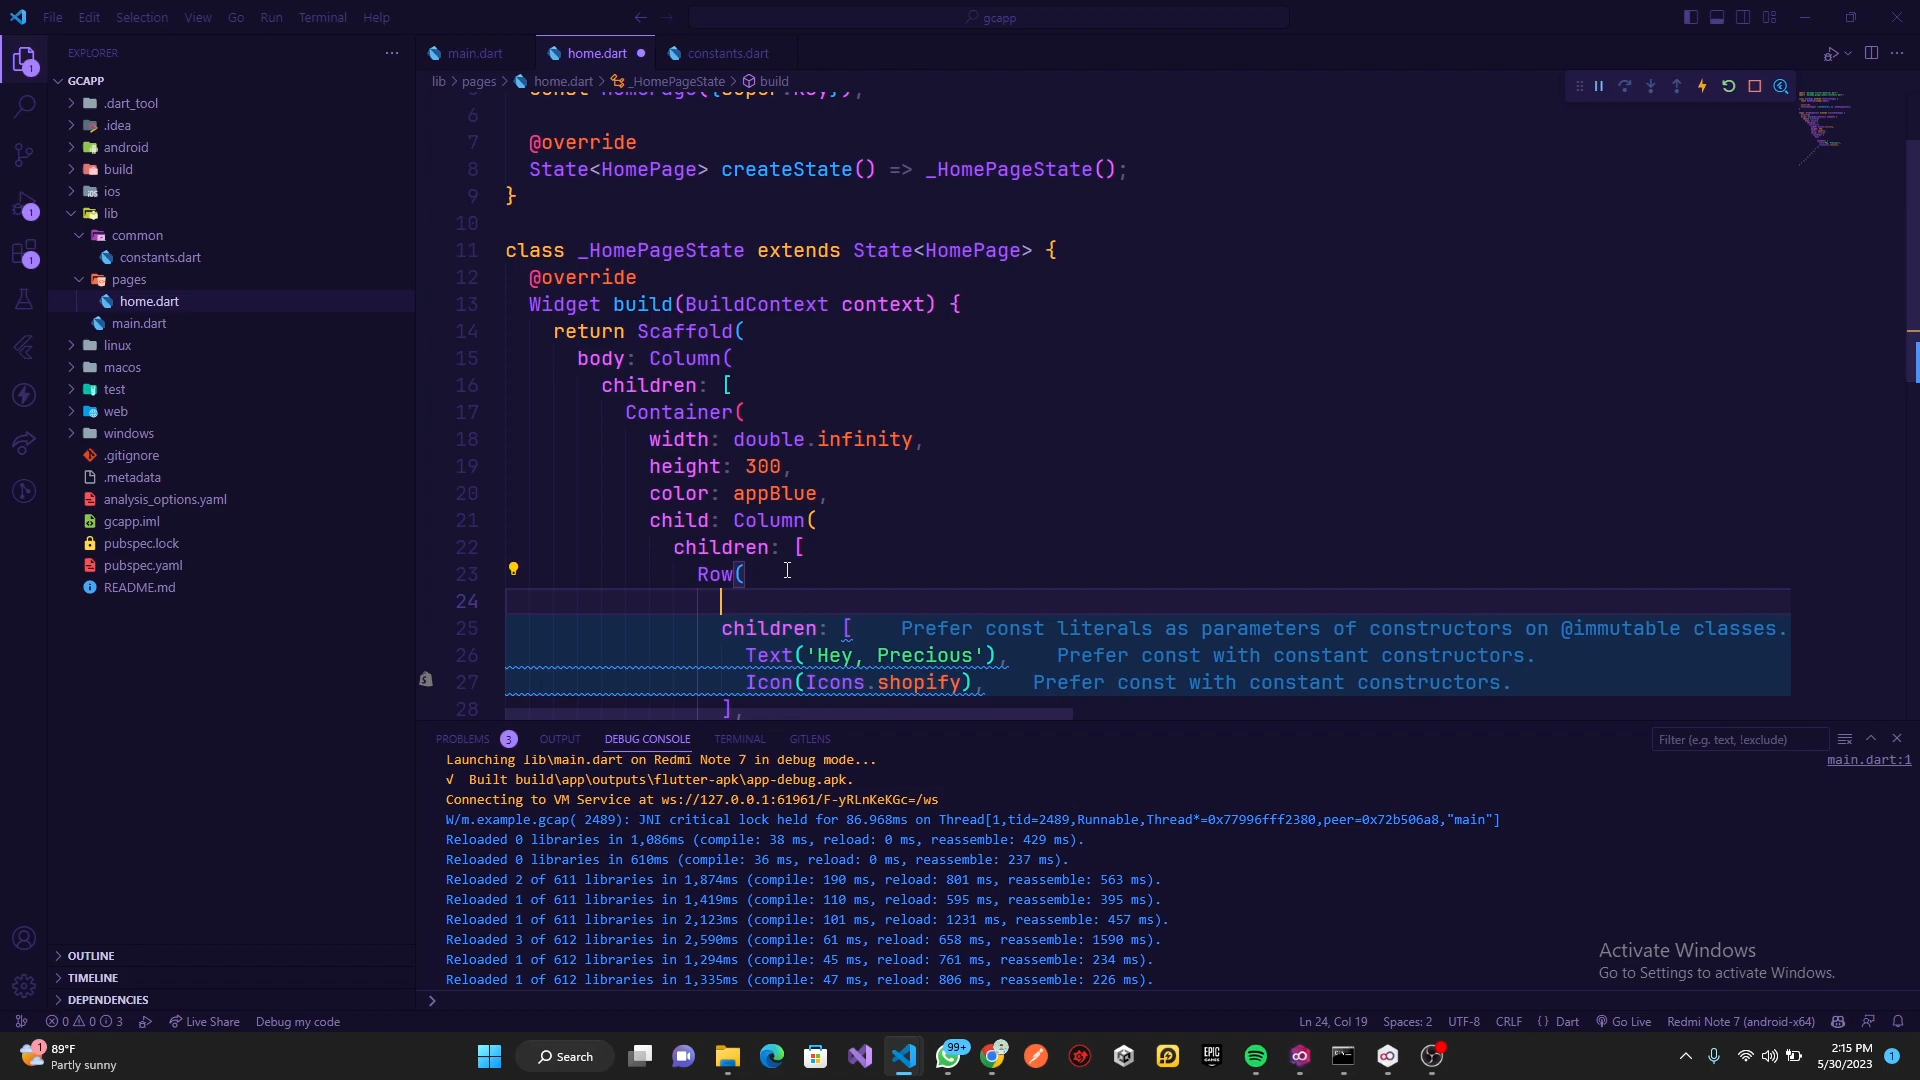 File Edit Selection View Go Run Terminal Help
gcapp
EXPLORER
main.dart
home.dart
constants.dart
GCAPP
lib > pages > home.dart > _HomePageState > build
.dart_tool
.idea
android
build
ios
lib
common
constants.dart
pages
home.dart
main.dart
linux
macos
test
web
windows
.gitignore
.metadata
analysis_options.yaml
gcapp.iml
pubspec.lock
pubspec.yaml
README.md
OUTLINE
TIMELINE
DEPENDENCIES
const HomePage({super.key});
6
7 @override
8 State<HomePage> createState() => _HomePageState();
9 }
10
11 class _HomePageState extends State<HomePage> {
12 @override
13 Widget build(BuildContext context) {
14 return Scaffold(
15 body: Column(
16 children: [
17 Container(
18 width: double.infinity,
19 height: 300,
20 color: appBlue,
21 child: Column(
22 children: [
23 Row(
24
25 children: [ Prefer const literals as parameters of constructors on @immutable classes.
26 Text('Hey, Precious'), Prefer const with constant constructors.
27 Icon(Icons.shopify), Prefer const with constant constructors.
28 ],
PROBLEMS 3 OUTPUT DEBUG CONSOLE TERMINAL GITLENS
Filter (e.g. text, !exclude)
Launching lib\main.dart on Redmi Note 7 in debug mode...
main.dart:1
√ Built build\app\outputs\flutter-apk\app-debug.apk.
Connecting to VM Service at ws://127.0.0.1:61961/F-yRLnKeKGc=/ws
W/m.example.gcap( 2489): JNI critical lock held for 86.968ms on Thread[1,tid=2489,Runnable,Thread*=0x77996fff2380,peer=0x72b506a8,"main"]
Reloaded 0 libraries in 1,086ms (compile: 38 ms, reload: 0 ms, reassemble: 429 ms).
Reloaded 0 libraries in 610ms (compile: 36 ms, reload: 0 ms, reassemble: 237 ms).
Reloaded 2 of 611 libraries in 1,874ms (compile: 190 ms, reload: 801 ms, reassemble: 563 ms).
Reloaded 1 of 611 libraries in 1,419ms (compile: 110 ms, reload: 595 ms, reassemble: 395 ms).
Reloaded 1 of 611 libraries in 2,123ms (compile: 101 ms, reload: 1231 ms, reassemble: 457 ms).
Reloaded 3 of 612 libraries in 2,590ms (compile: 61 ms, reload: 658 ms, reassemble: 1590 ms).
Reloaded 1 of 612 libraries in 1,294ms (compile: 45 ms, reload: 761 ms, reassemble: 234 ms).
Reloaded 1 of 612 libraries in 1,335ms (compile: 47 ms, reload: 806 ms, reassemble: 226 ms).
Activate Windows
Go to Settings to activate Windows.
0 0 3 Live Share Debug my code
Ln 24, Col 19 Spaces: 2 UTF-8 CRLF {} Dart Go Live Redmi Note 7 (android-x64)
89°F
Partly sunny
Search
99+
2:15 PM
5/30/2023